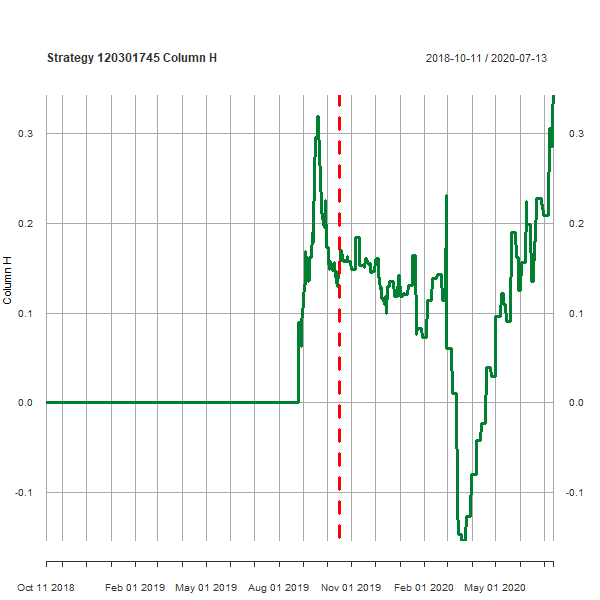 Strategy 120301745 Column H
2018-10-11 / 2020-07-13
Column H
0.3
0.3
0.2
0.2
0.1
0.1
0.0
0.0
-0.1
-0.1
Oct 11 2018
Feb 01 2019
May 01 2019
Aug 01 2019
Nov 01 2019
Feb 01 2020
May 01 2020